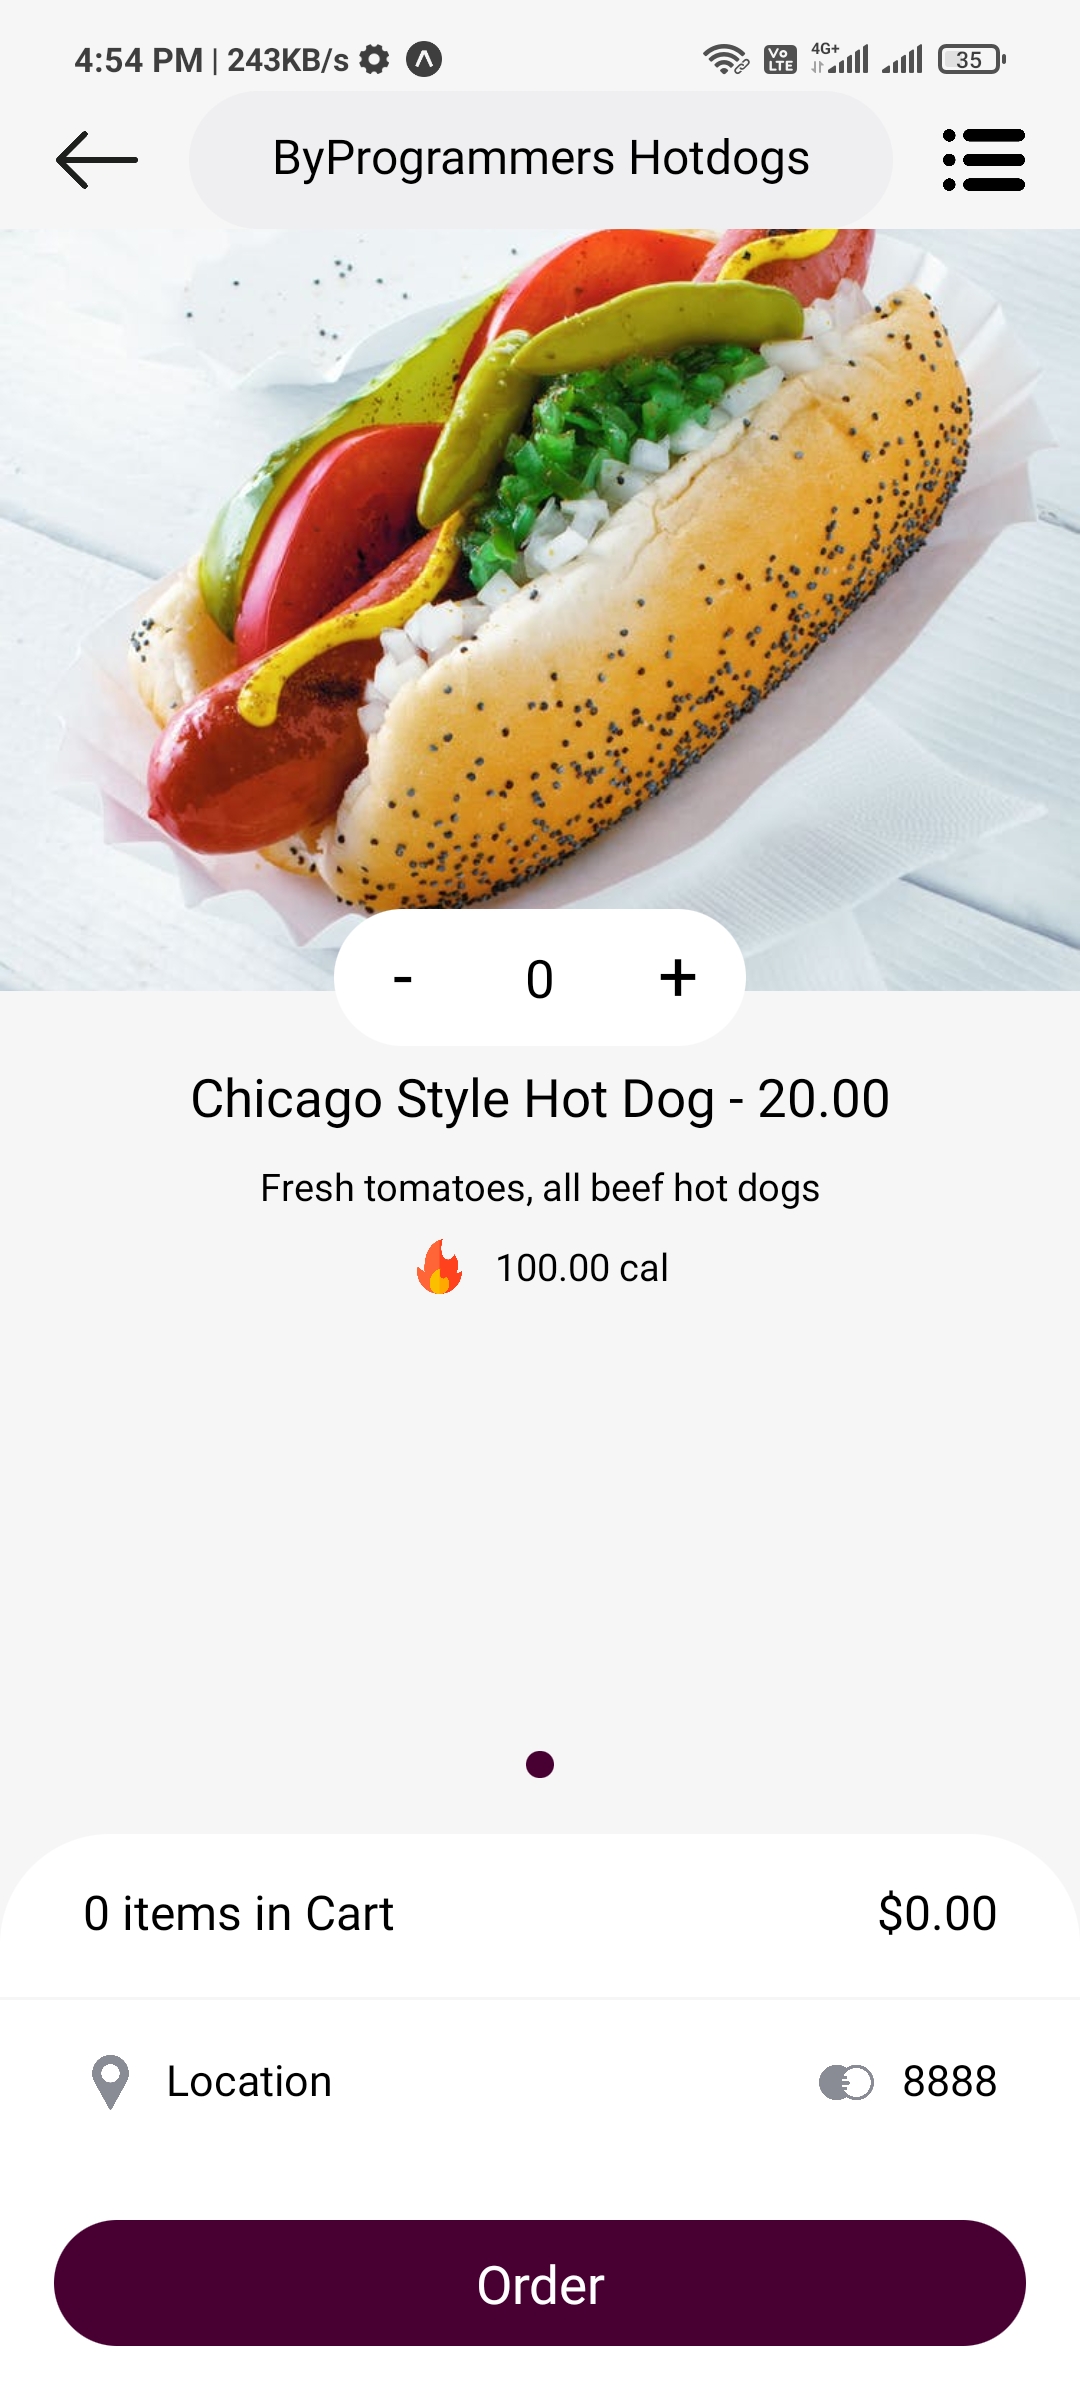 4:54 PM | 243KB/s
Vo LTE 4G+ 35
ByProgrammers Hotdogs
- 0 +
Chicago Style Hot Dog - 20.00
Fresh tomatoes, all beef hot dogs
100.00 cal
0 items in Cart $0.00
Location 8888
Order